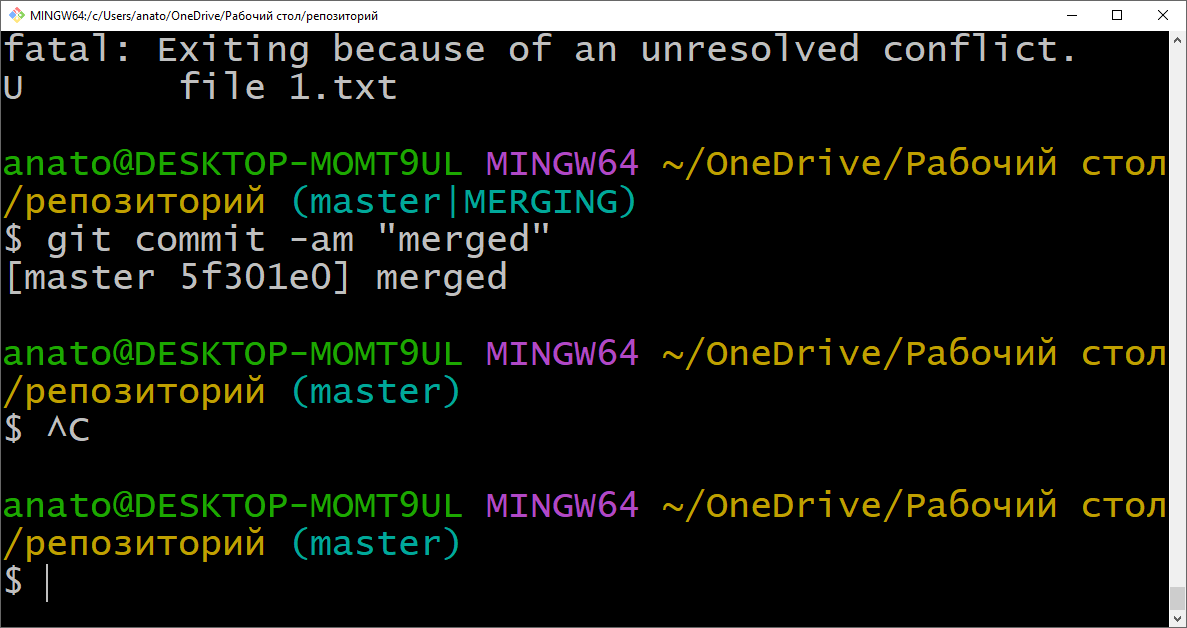 MINGW64:/c/Users/anato/OneDrive/Рабочий стол/репозиторий
fatal: Exiting because of an unresolved conflict.
U       file 1.txt
anato@DESKTOP-MOMT9UL MINGW64 ~/OneDrive/Рабочий стол
/репозиторий (master|MERGING)
$ git commit -am "merged"
[master 5f301e0] merged
anato@DESKTOP-MOMT9UL MINGW64 ~/OneDrive/Рабочий стол
/репозиторий (master)
$ ^C
anato@DESKTOP-MOMT9UL MINGW64 ~/OneDrive/Рабочий стол
/репозиторий (master)
$